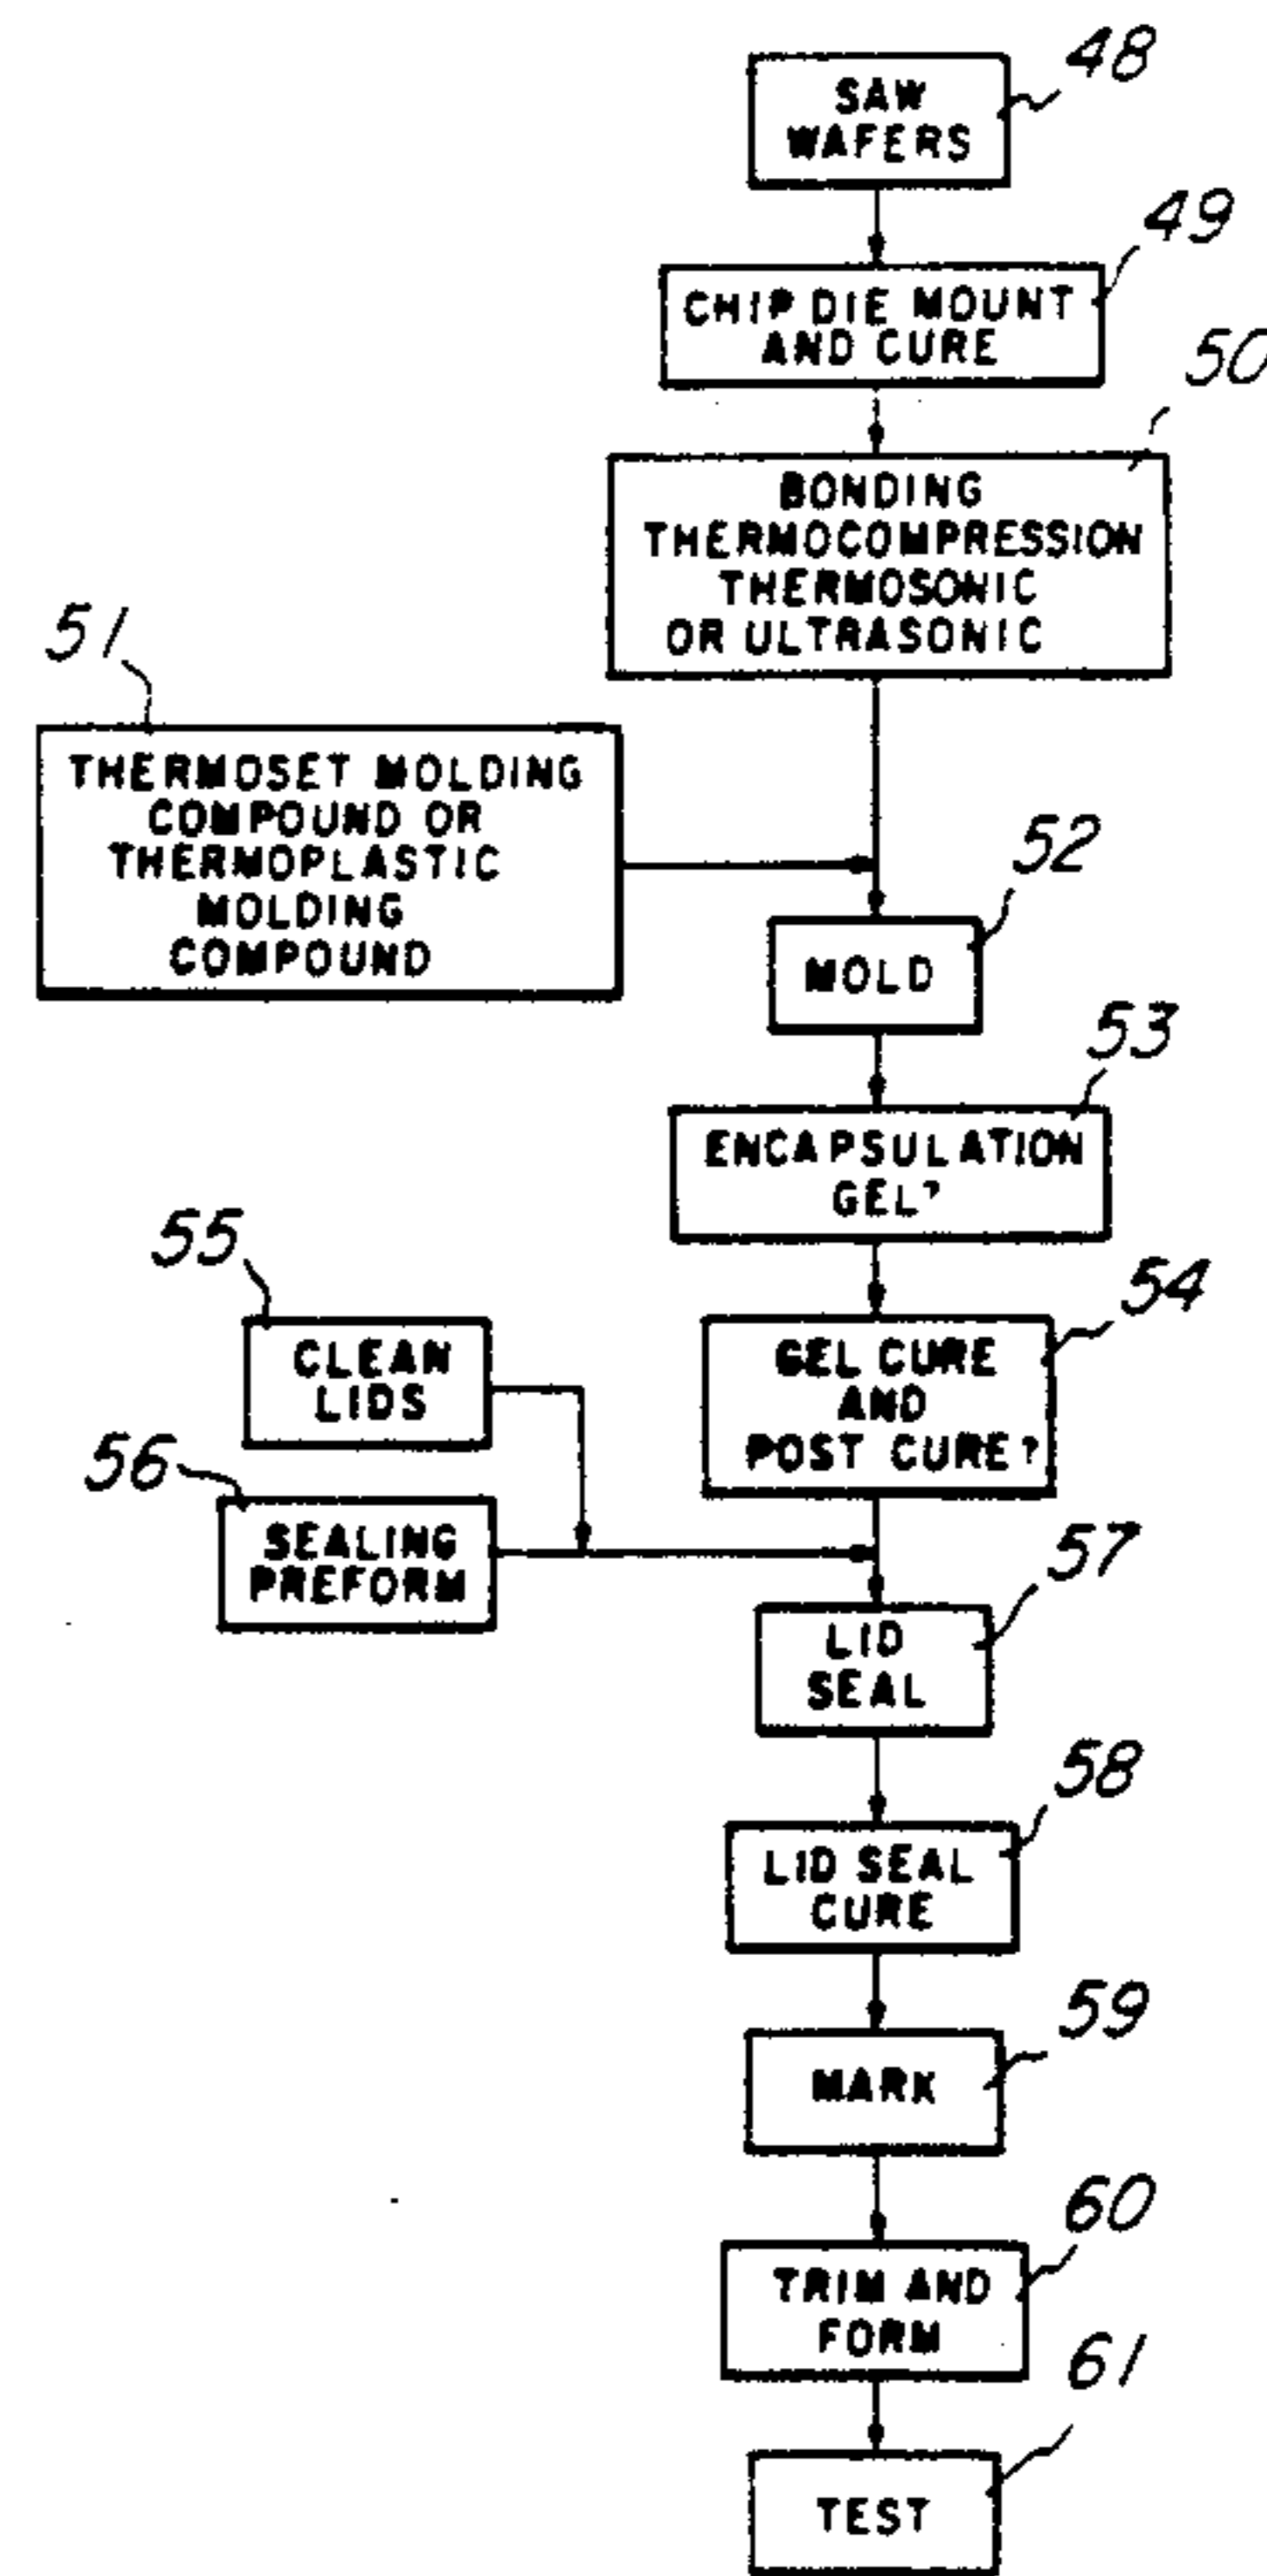 48
SAW
WAFERS
49
CHIP DIE MOUNT
AND CURE
50
BONDING
THERMOCOMPRESSION
THERMOSONIC
OR ULTRASONIC
51
THERMOSET MOLDING
COMPOUND OR
THERMOPLASTIC
MOLDING
COMPOUND
52
MOLD
53
ENCAPSULATION
GEL?
54
GEL CURE
AND
POST CURE?
55
CLEAN
LIDS
56
SEALING
PREFORM
57
LID
SEAL
58
LID SEAL
CURE
59
MARK
60
TRIM AND
FORM
61
TEST